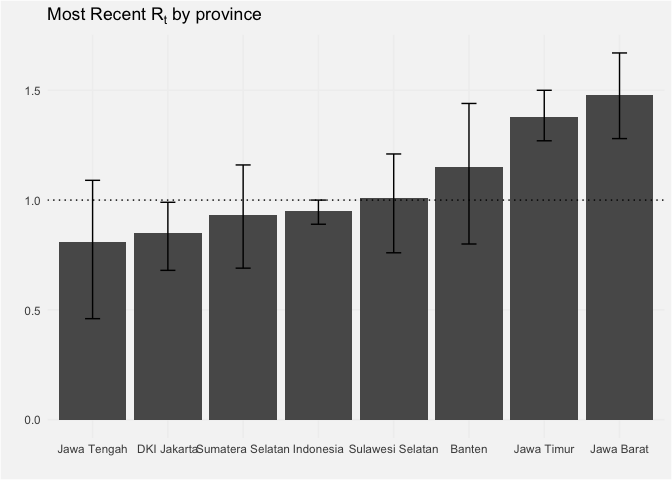 Most Recent Rt by province
1.5
1.0
0.5
0.0
Jawa Tengah DKI Jakarta Sumatera Selatan Indonesia Sulawesi Selatan Banten Jawa Timur Jawa Barat